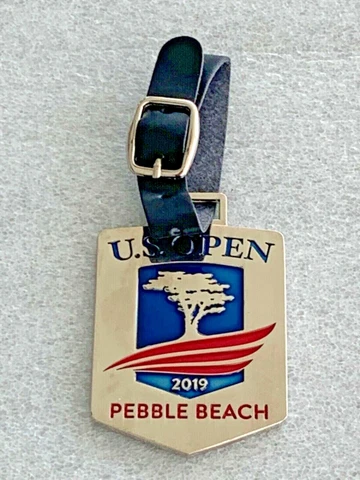 U.S. OPEN
2019
PEBBLE BEACH